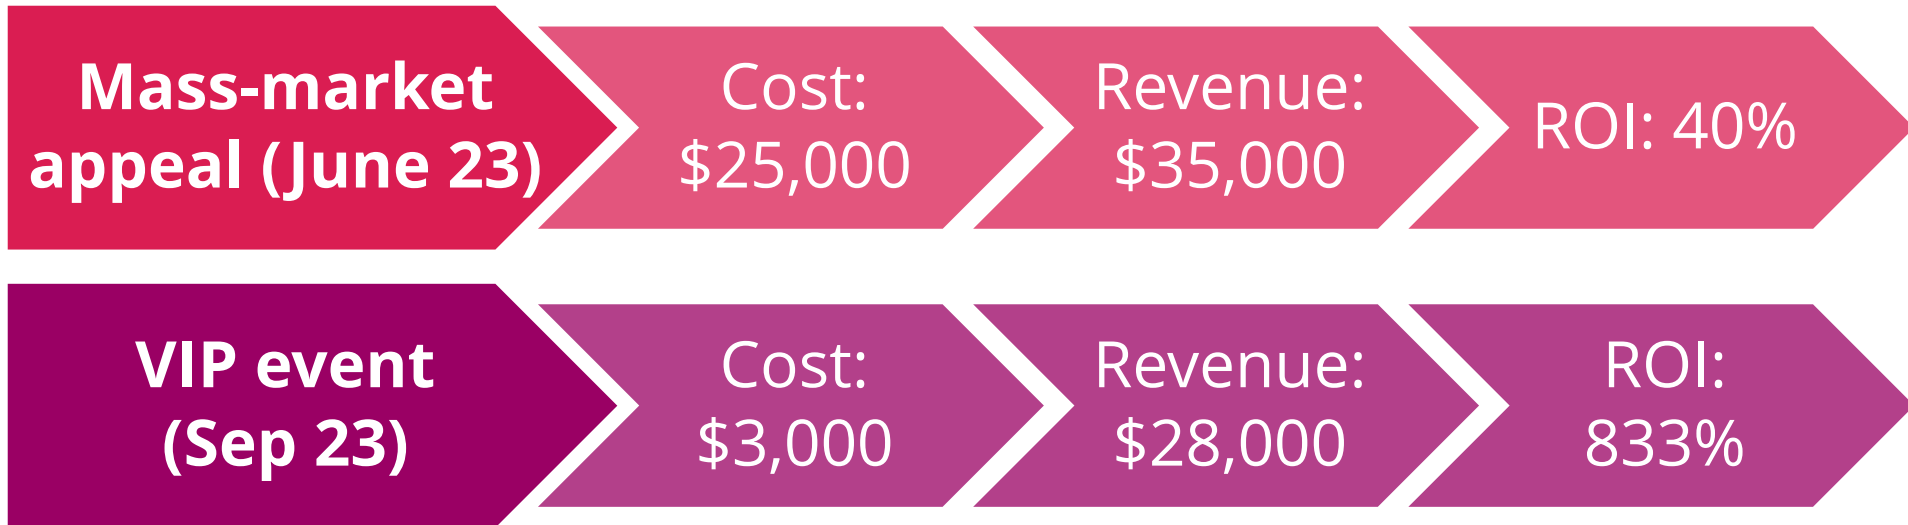 Mass-market
appeal (June 23)
Cost:
$25,000
Revenue:
$35,000
ROI: 40%
VIP event
(Sep 23)
Cost:
$3,000
Revenue:
$28,000
ROI:
833%